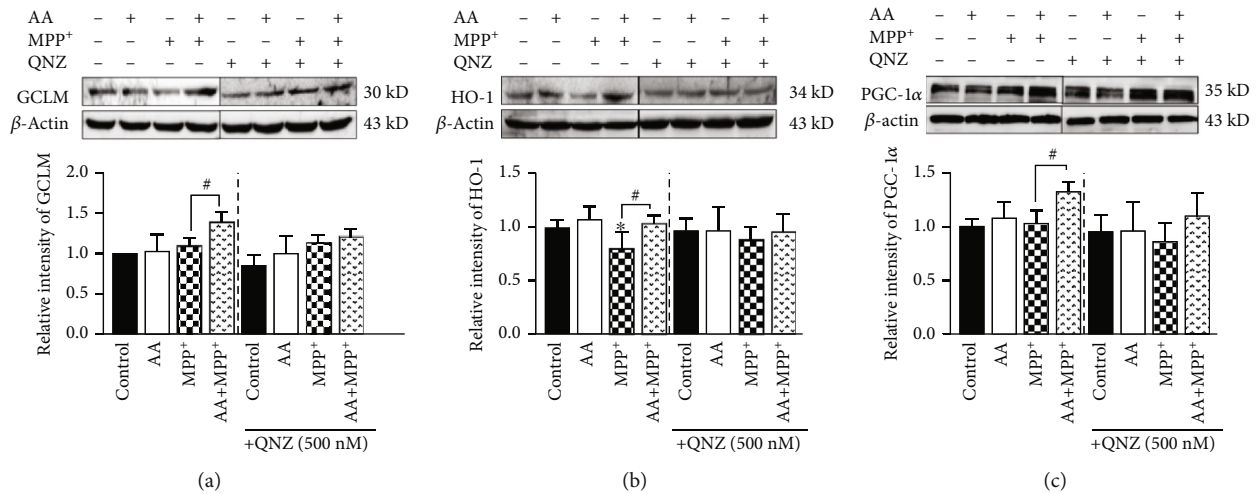 AA – + – + – + – +
MPP+ – – + + – – + +
QNZ – – – – + + + +
GCLM 30 kD
β-Actin 43 kD
Relative intensity of GCLM
2.0
1.5
1.0
0.5
0.0
#
Control
AA
MPP+
AA+MPP+
Control
AA
MPP+
AA+MPP+
+QNZ (500 nM)
(a)
AA – + – + – + – +
MPP+ – – + + – – + +
QNZ – – – – + + + +
HO-1 34 kD
β-Actin 43 kD
Relative intensity of HO-1
1.5
1.0
0.5
0.0
*
#
Control
AA
MPP+
AA+MPP+
Control
AA
MPP+
AA+MPP+
+QNZ (500 nM)
(b)
AA – + – + – + – +
MPP+ – – + + – – + +
QNZ – – – – + + + +
PGC-1α 35 kD
β-actin 43 kD
Relative intensity of PGC-1α
1.5
1.0
0.5
0.0
#
Control
AA
MPP+
AA+MPP+
Control
AA
MPP+
AA+MPP+
+QNZ (500 nM)
(c)